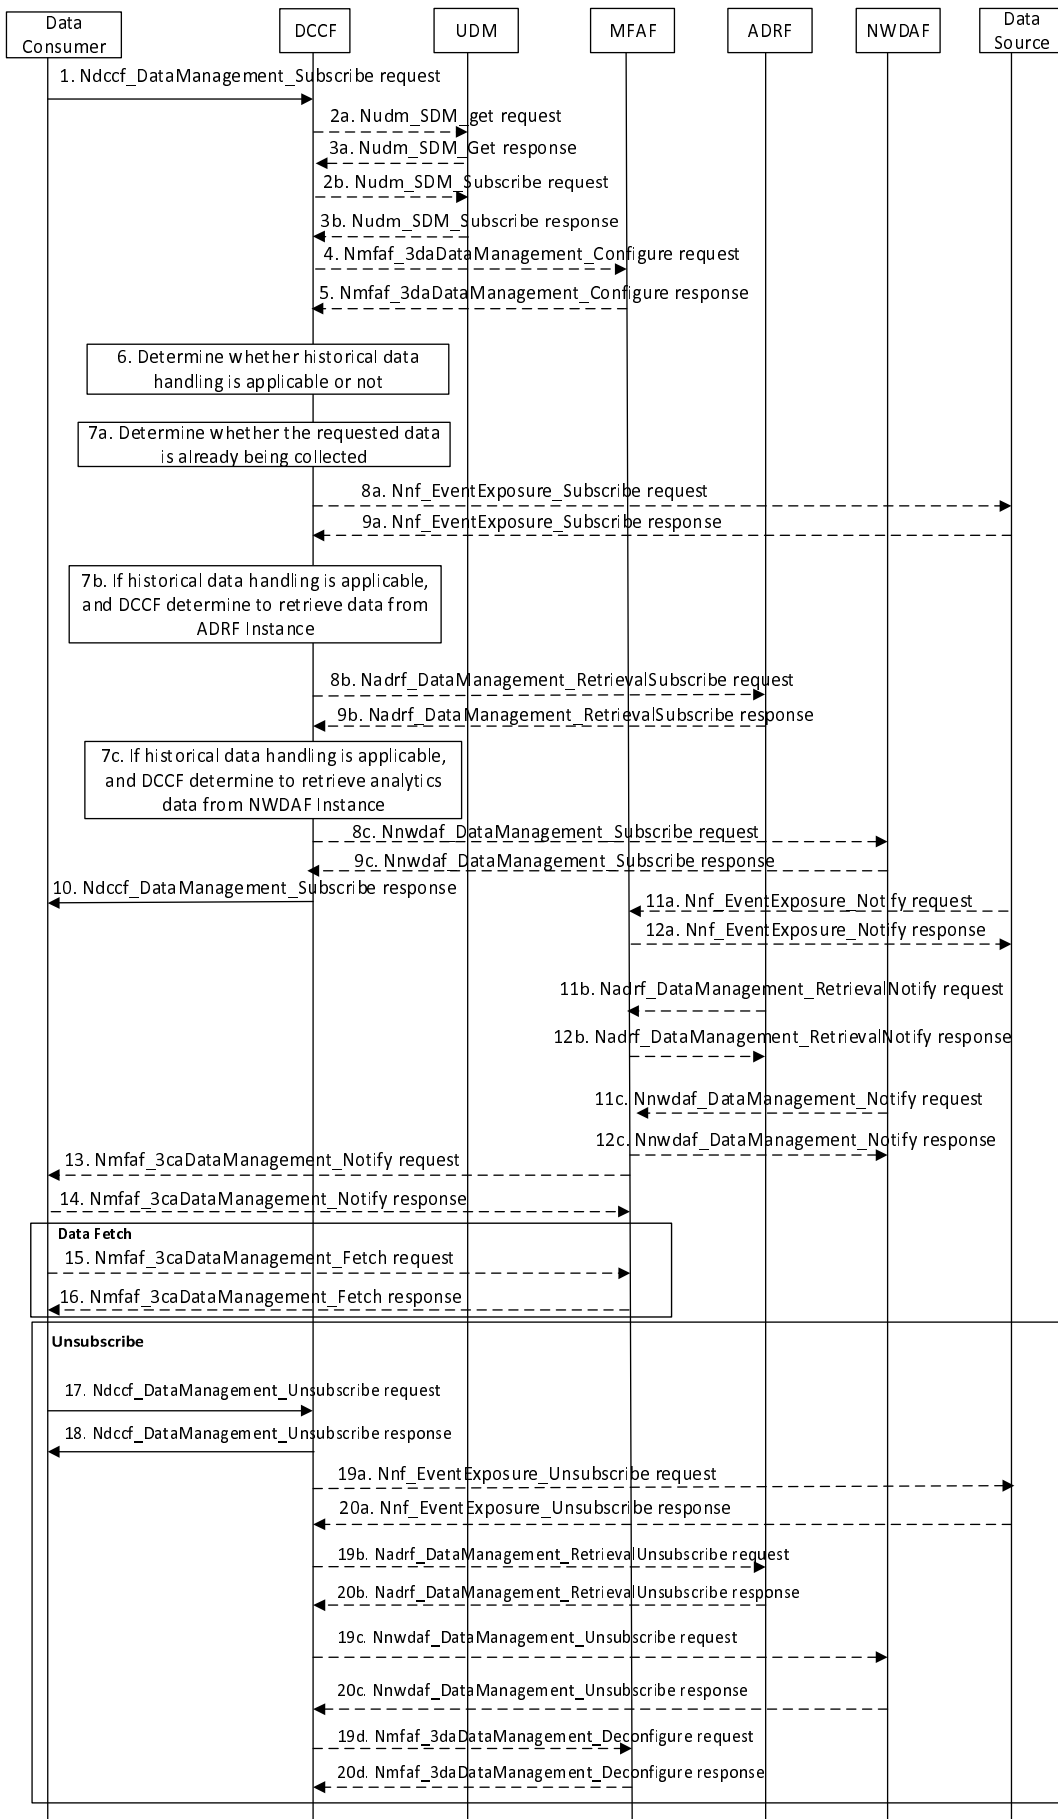 Data
Consumer
DCCF
UDM
MFAF
ADRF
NWDAF
Data
Source
1. Ndccf_DataManagement_Subscribe request
2a. Nudm_SDM_get request
3a. Nudm_SDM_Get response
2b. Nudm_SDM_Subscribe request
3b. Nudm_SDM_Subscribe response
4. Nmfaf_3daDataManagement_Configure request
5. Nmfaf_3daDataManagement_Configure response
6. Determine whether historical data
handling is applicable or not
7a. Determine whether the requested data
is already being collected
8a. Nnf_EventExposure_Subscribe request
9a. Nnf_EventExposure_Subscribe response
7b. If historical data handling is applicable,
and DCCF determine to retrieve data from
ADRF Instance
8b. Nadrf_DataManagement_RetrievalSubscribe request
9b. Nadrf_DataManagement_RetrievalSubscribe response
7c. If historical data handling is applicable,
and DCCF determine to retrieve analytics
data from NWDAF Instance
8c. Nnwdaf_DataManagement_Subscribe request
9c. Nnwdaf_DataManagement_Subscribe response
10. Ndccf_DataManagement_Subscribe response
11a. Nnf_EventExposure_Notify request
12a. Nnf_EventExposure_Notify response
11b. Nadrf_DataManagement_RetrievalNotify request
12b. Nadrf_DataManagement_RetrievalNotify response
11c. Nnwdaf_DataManagement_Notify request
12c. Nnwdaf_DataManagement_Notify response
13. Nmfaf_3caDataManagement_Notify request
14. Nmfaf_3caDataManagement_Notify response
Data Fetch
15. Nmfaf_3caDataManagement_Fetch request
16. Nmfaf_3caDataManagement_Fetch response
Unsubscribe
17. Ndccf_DataManagement_Unsubscribe request
18. Ndccf_DataManagement_Unsubscribe response
19a. Nnf_EventExposure_Unsubscribe request
20a. Nnf_EventExposure_Unsubscribe response
19b. Nadrf_DataManagement_RetrievalUnsubscribe request
20b. Nadrf_DataManagement_RetrievalUnsubscribe response
19c. Nnwdaf_DataManagement_Unsubscribe request
20c. Nnwdaf_DataManagement_Unsubscribe response
19d. Nmfaf_3daDataManagement_Deconfigure request
20d. Nmfaf_3daDataManagement_Deconfigure response